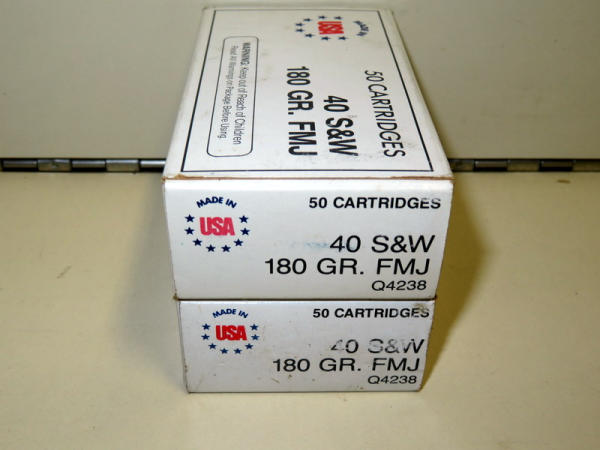 MADE IN
USA
50 CARTRIDGES
40 S&W
180 GR. FMJ
WARNING: Keep out of Reach of Children
Read All Warnings on
Package Before Using.
MADE IN
USA
50 CARTRIDGES
40 S&W
180 GR. FMJ
Q4238
MADE IN
USA
50 CARTRIDGES
40 S&W
180 GR. FMJ
Q4238